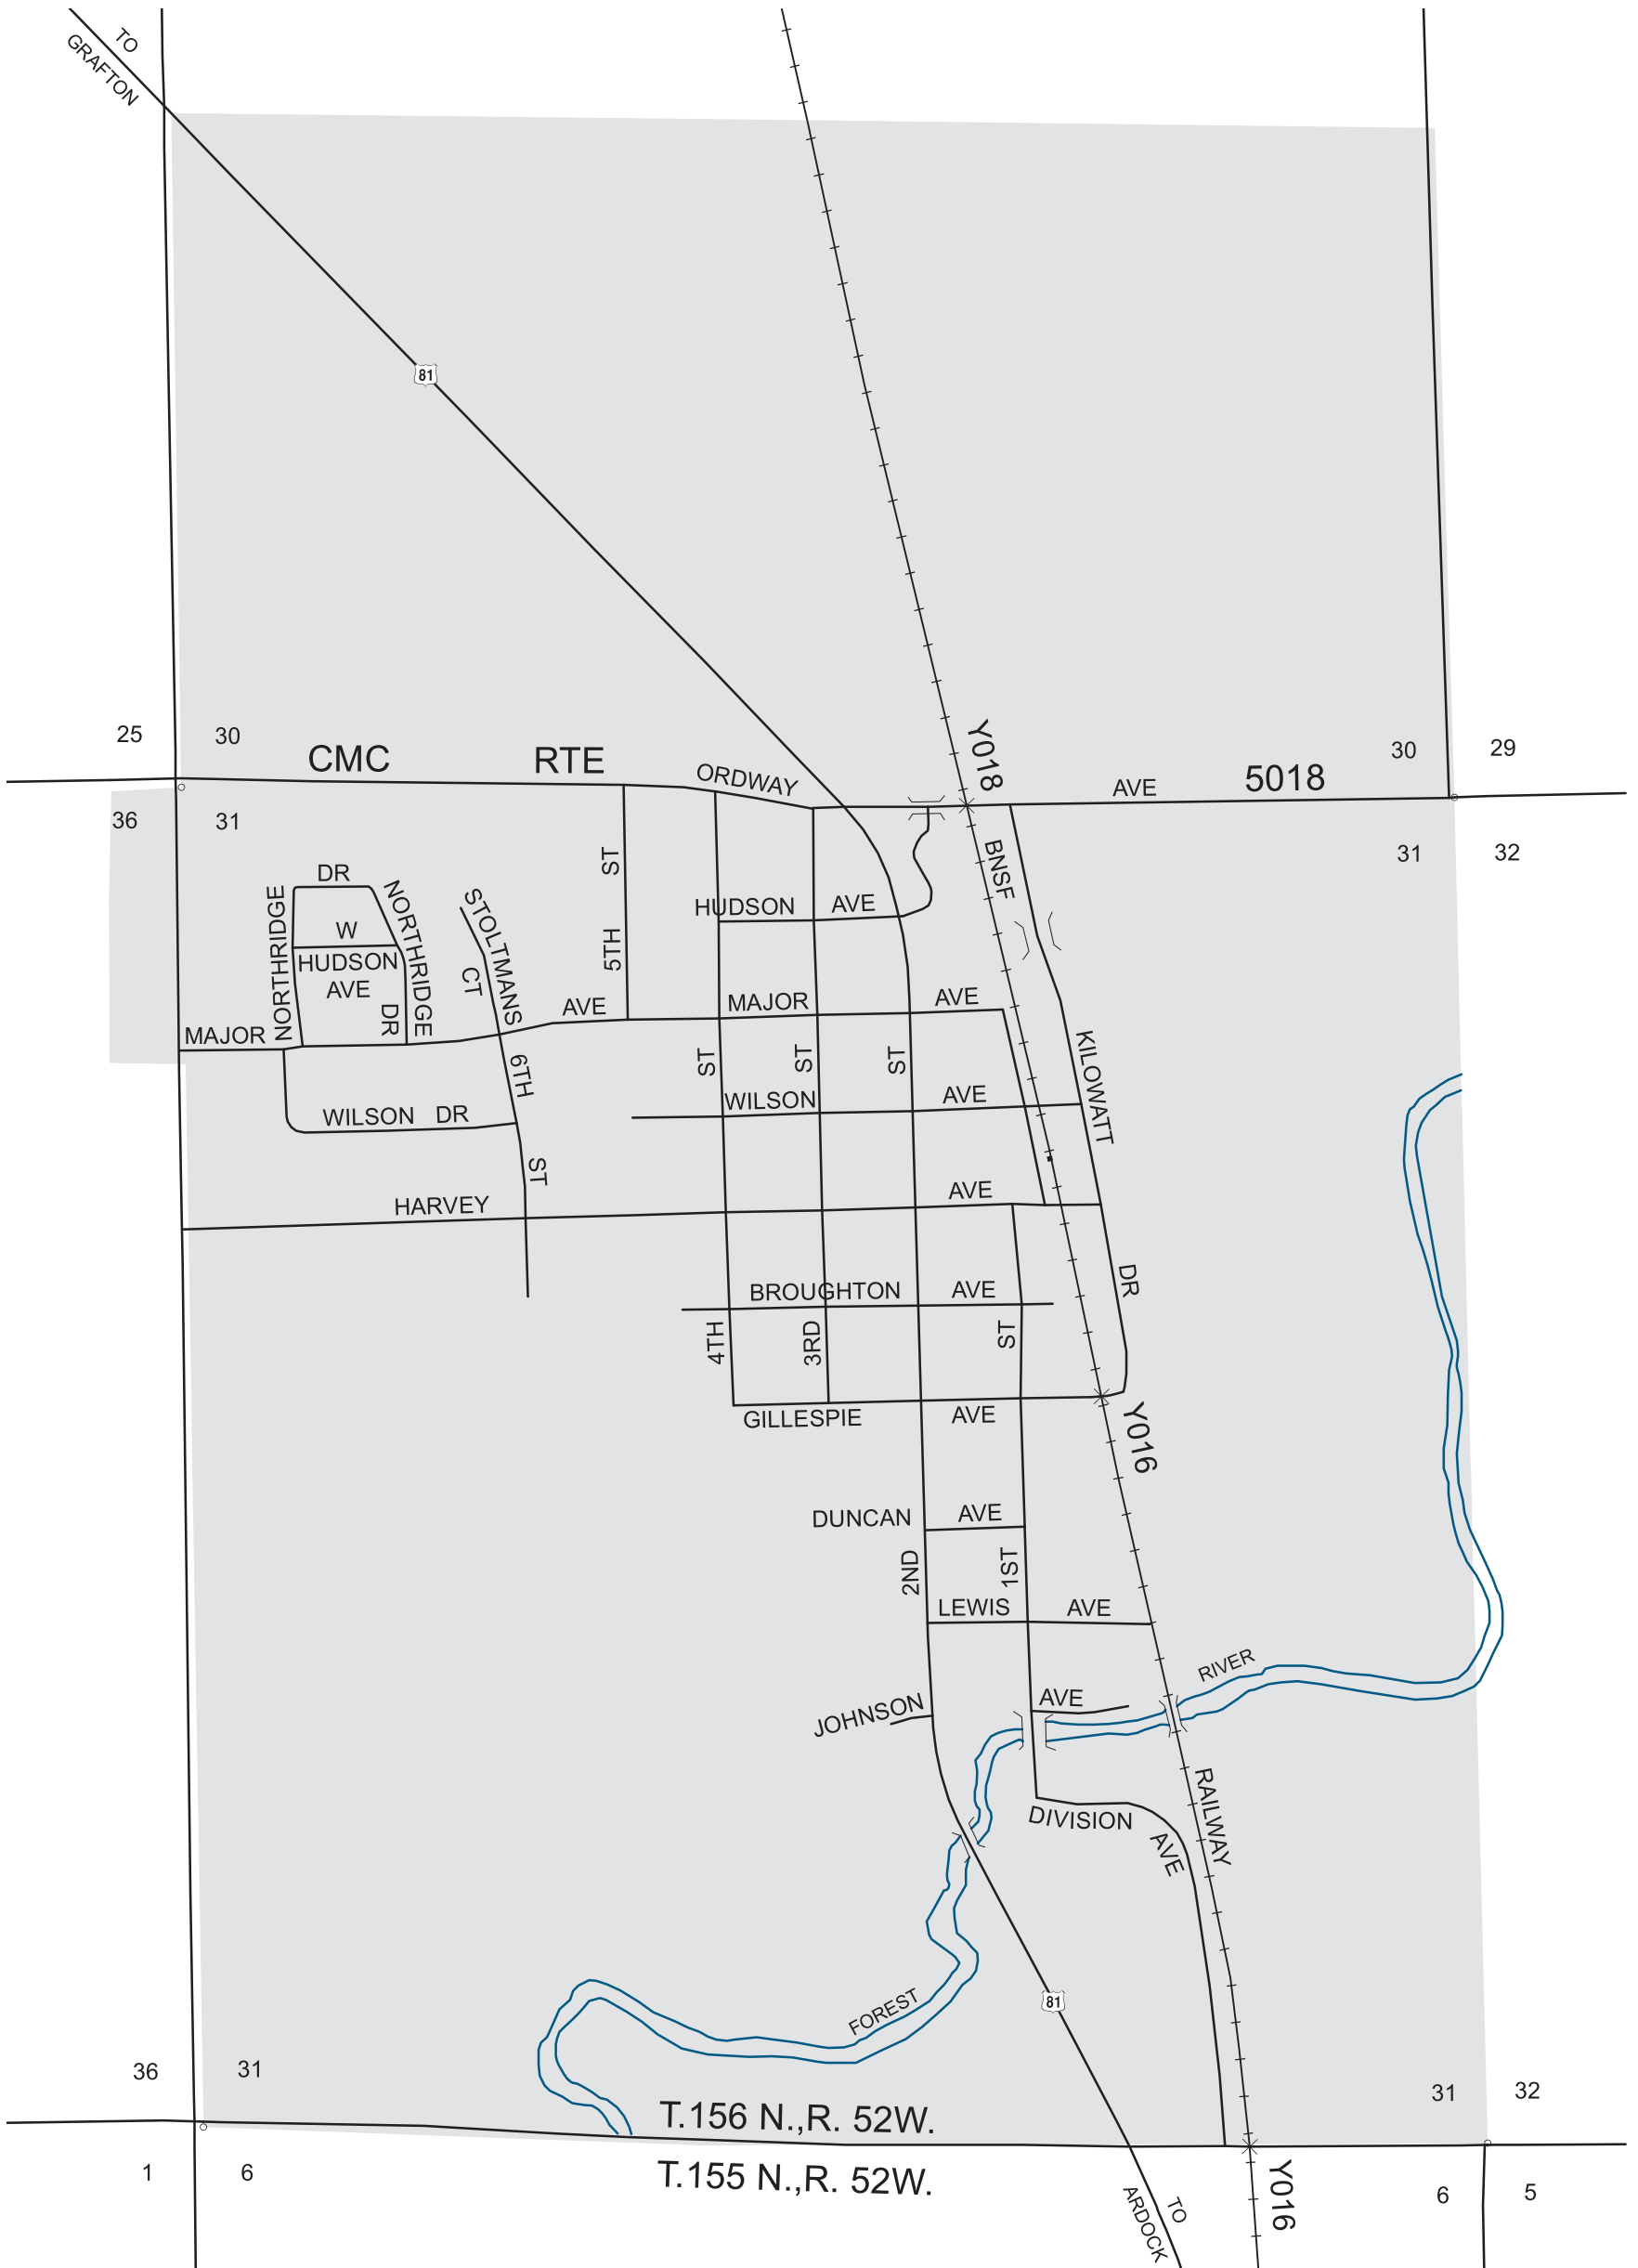 TO
GRAFTON
81
25
30
CMC RTE
ORDWAY
Y018
AVE
5018
30
29
36
31
31
32
BNSF
DR
NORTHRIDGE
NORTHRIDGE
DR
W
HUDSON
AVE
STOLTMANS
CT
ST
5TH
HUDSON AVE
MAJOR
AVE
MAJOR
AVE
6TH
ST
ST
ST
ST
KILOWATT
WILSON DR
WILSON
AVE
HARVEY
AVE
BROUGHTON
AVE
DR
4TH
3RD
ST
GILLESPIE
AVE
Y016
DUNCAN
AVE
2ND
1ST
LEWIS
AVE
RIVER
JOHNSON
AVE
RAILWAY
DIVISION
AVE
FOREST
81
36
31
31
32
T.156 N.,R. 52W.
T.155 N.,R. 52W.
1
6
Y016
6
5
TO
ARDOCK